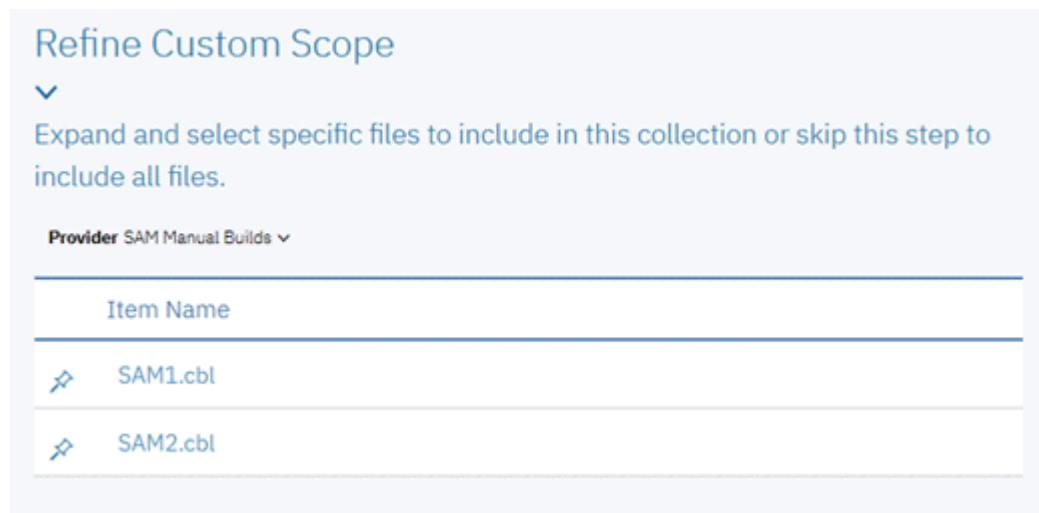 Refine Custom Scope
Expand and select specific files to include in this collection or skip this step to
include all files.
Provider SAM Manual Builds
Item Name
SAM1.cbl
SAM2.cbl